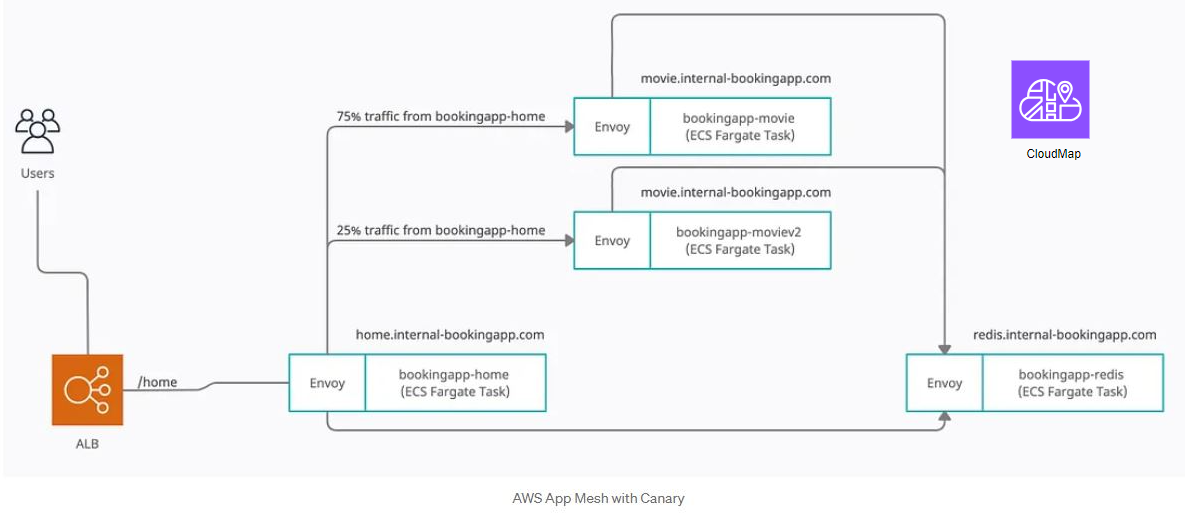 movie.internal-bookingapp.com
75% traffic from bookingapp-home
Envoy
bookingapp-movie
(ECS Fargate Task)
CloudMap
Users
movie.internal-bookingapp.com
25% traffic from bookingapp-home
Envoy
bookingapp-moviev2
(ECS Fargate Task)
home.internal-bookingapp.com
redis.internal-bookingapp.com
/home
Envoy
bookingapp-home
(ECS Fargate Task)
Envoy
bookingapp-redis
(ECS Fargate Task)
ALB
AWS App Mesh with Canary